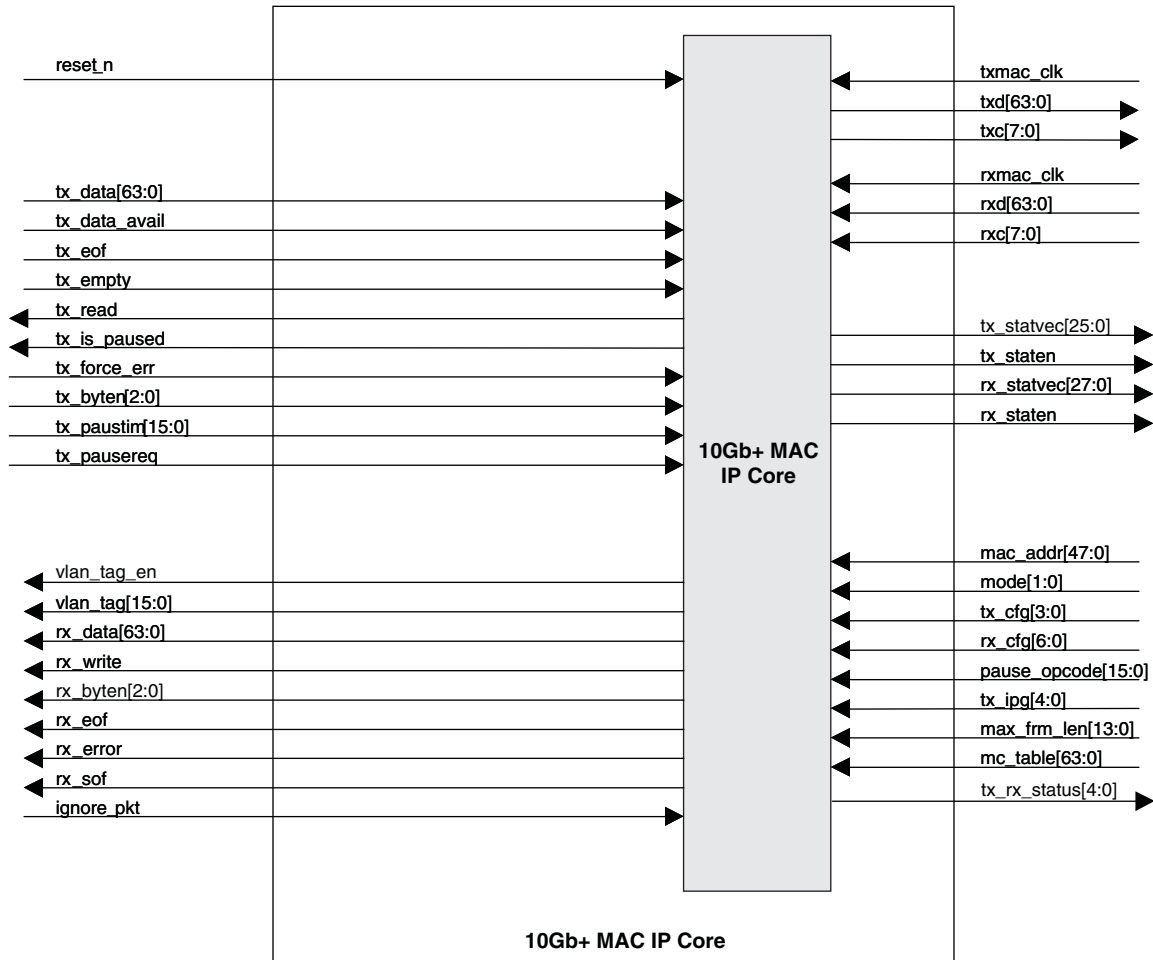 reset_n
tx_data[63:0]
tx_data_avail
tx_eof
tx_empty
tx_read
tx_is_paused
tx_force_err
tx_byten[2:0]
tx_paustim[15:0]
tx_pausereq
vlan_tag_en
vlan_tag[15:0]
rx_data[63:0]
rx_write
rx_byten[2:0]
rx_eof
rx_error
rx_sof
ignore_pkt
10Gb+ MAC
IP Core
txmac_clk
txd[63:0]
txc[7:0]
rxmac_clk
rxd[63:0]
rxc[7:0]
tx_statvec[25:0]
tx_staten
rx_statvec[27:0]
rx_staten
mac_addr[47:0]
mode[1:0]
tx_cfg[3:0]
rx_cfg[6:0]
pause_opcode[15:0]
tx_ipg[4:0]
max_frm_len[13:0]
mc_table[63:0]
tx_rx_status[4:0]
10Gb+ MAC IP Core